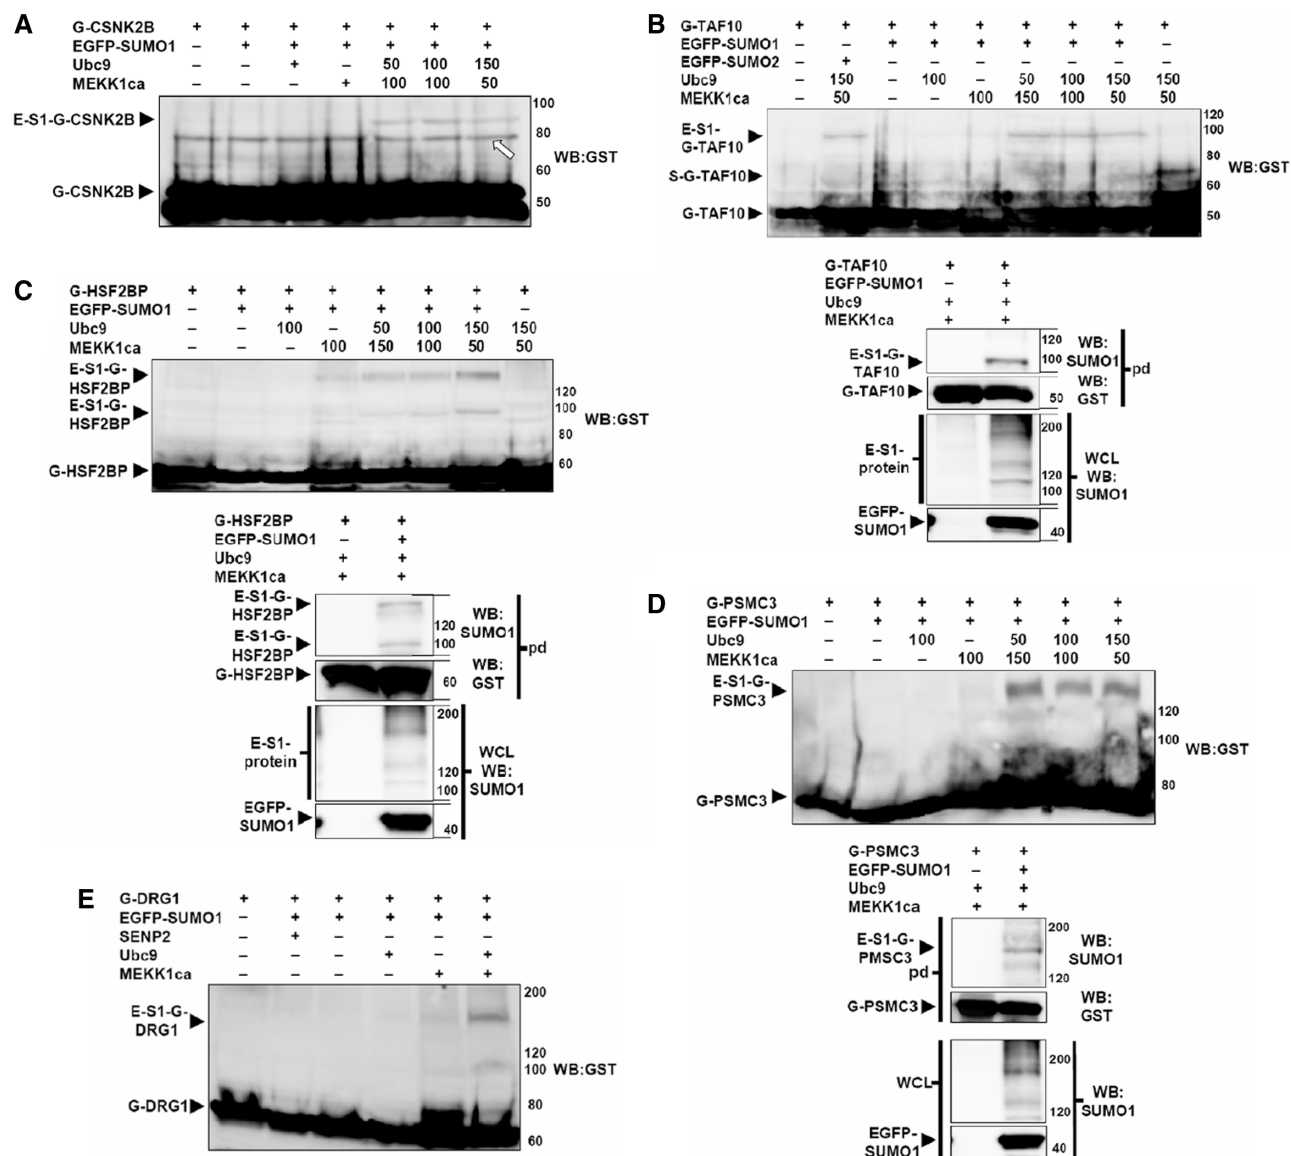 A
G-CSNK2B + + + + + + +
EGFP-SUMO1 – + + + + + +
Ubc9 – – + – 50 100 150
MEKK1ca – – – + 100 100 50
E-S1-G-CSNK2B
G-CSNK2B
100
80
60
50
WB:GST
B
G-TAF10 + + + + + + + + +
EGFP-SUMO1 – – + + + + + + –
EGFP-SUMO2 – + – – – – – – –
Ubc9 – 150 – 100 – 50 100 150 150
MEKK1ca – 50 – – 100 150 100 50 50
E-S1-
G-TAF10
S-G-TAF10
G-TAF10
120
100
80
60
50
WB:GST
G-TAF10 + +
EGFP-SUMO1 – +
Ubc9 + +
MEKK1ca + +
E-S1-G-
TAF10
G-TAF10
120
100
50
WB:
SUMO1
WB:
GST
pd
E-S1-
protein
EGFP-
SUMO1
200
120
100
40
WCL
WB:
SUMO1
C
G-HSF2BP + + + + + + + +
EGFP-SUMO1 – + + + + + + –
Ubc9 – – 100 – 50 100 150 150
MEKK1ca – – – 100 150 100 50 50
E-S1-G-
HSF2BP
E-S1-G-
HSF2BP
G-HSF2BP
120
100
80
60
WB:GST
G-HSF2BP + +
EGFP-SUMO1 – +
Ubc9 + +
MEKK1ca + +
E-S1-G-
HSF2BP
E-S1-G-
HSF2BP
G-HSF2BP
120
100
60
WB:
SUMO1
WB:
GST
pd
E-S1-
protein
EGFP-
SUMO1
200
120
100
40
WCL
WB:
SUMO1
D
G-PSMC3 + + + + + + +
EGFP-SUMO1 – + + + + + +
Ubc9 – – 100 – 50 100 150
MEKK1ca – – – 100 150 100 50
E-S1-G-
PSMC3
G-PSMC3
120
100
80
WB:GST
G-PSMC3 + +
EGFP-SUMO1 – +
Ubc9 + +
MEKK1ca + +
E-S1-G-
PMSC3
pd
G-PSMC3
200
120
WB:
SUMO1
WB:
GST
WCL
EGFP-
SUMO1
200
120
40
WB:
SUMO1
E
G-DRG1 + + + + + +
EGFP-SUMO1 – + + + + +
SENP2 – + – – – –
Ubc9 – – – + – +
MEKK1ca – – – – + +
E-S1-G-
DRG1
G-DRG1
200
120
100
80
60
WB:GST